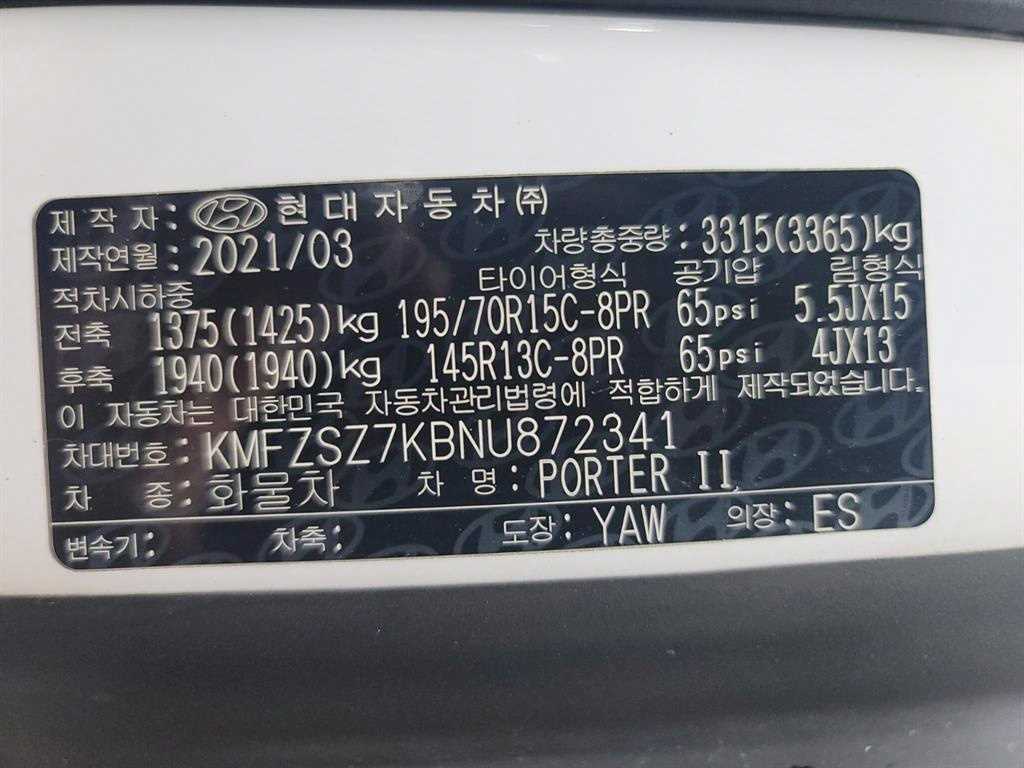 제 작 자 : 현 대 자 동 차 ㈜
제작연월 : 2021/03 차량총중량 : 3315(3365)kg
적차시하중 타이어형식 공기압 림형식
전축 1375(1425)kg 195/70R15C-8PR 65psi 5.5JX15
후축 1940(1940)kg 145R13C-8PR 65psi 4JX13
이 자동차는 대한민국 자동차관리법령에 적합하게 제작되었습니다.
차대번호 : KMFZSZ7KBNU872341
차 종 : 화물차 차 명 : PORTER II
변속기 : 차축 : 도장 : YAW 의장 : ES